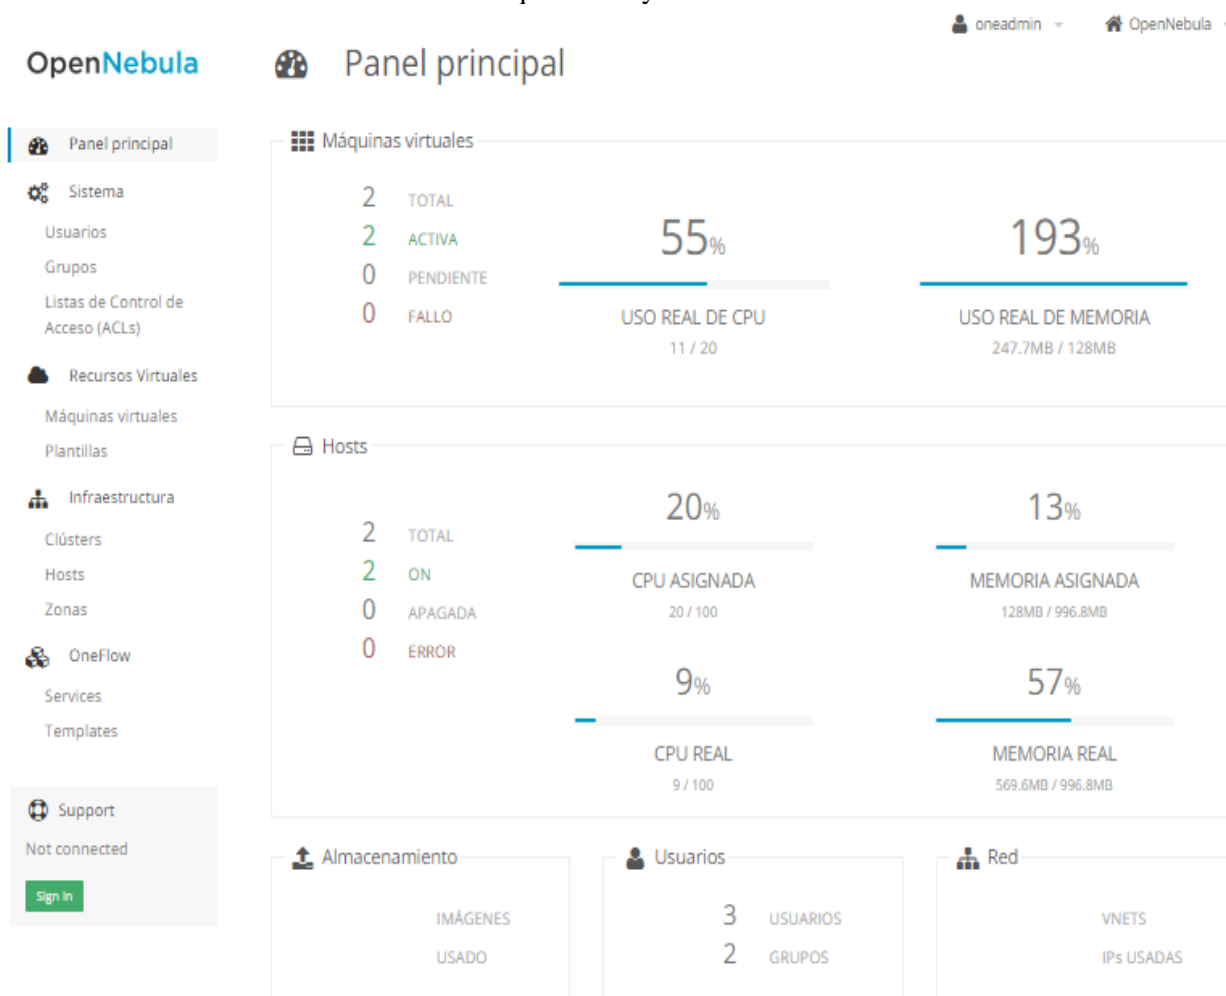 oneadmin
OpenNebula
OpenNebula
Panel principal
Panel principal
Sistema
Usuarios
Grupos
Listas de Control de
Acceso (ACLs)
Recursos Virtuales
Máquinas virtuales
Plantillas
Infraestructura
Clústers
Hosts
Zonas
OneFlow
Services
Templates
Support
Not connected
Sign In
Máquinas virtuales
2 TOTAL
2 ACTIVA
0 PENDIENTE
0 FALLO
55%
USO REAL DE CPU
11 / 20
193%
USO REAL DE MEMORIA
247.7MB / 128MB
Hosts
2 TOTAL
2 ON
0 APAGADA
0 ERROR
20%
CPU ASIGNADA
20 / 100
13%
MEMORIA ASIGNADA
128MB / 996.8MB
9%
CPU REAL
9 / 100
57%
MEMORIA REAL
569.6MB / 996.8MB
Almacenamiento
IMÁGENES
USADO
Usuarios
3 USUARIOS
2 GRUPOS
Red
VNETS
IPs USADAS